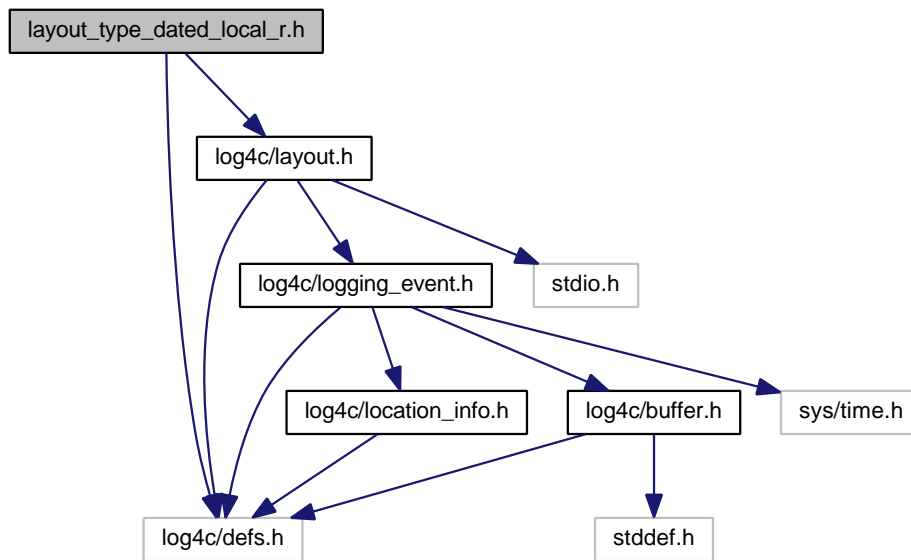 layout_type_dated_local_r.h
log4c/layout.h
log4c/logging_event.h
stdio.h
log4c/location_info.h
log4c/buffer.h
sys/time.h
log4c/defs.h
stddef.h